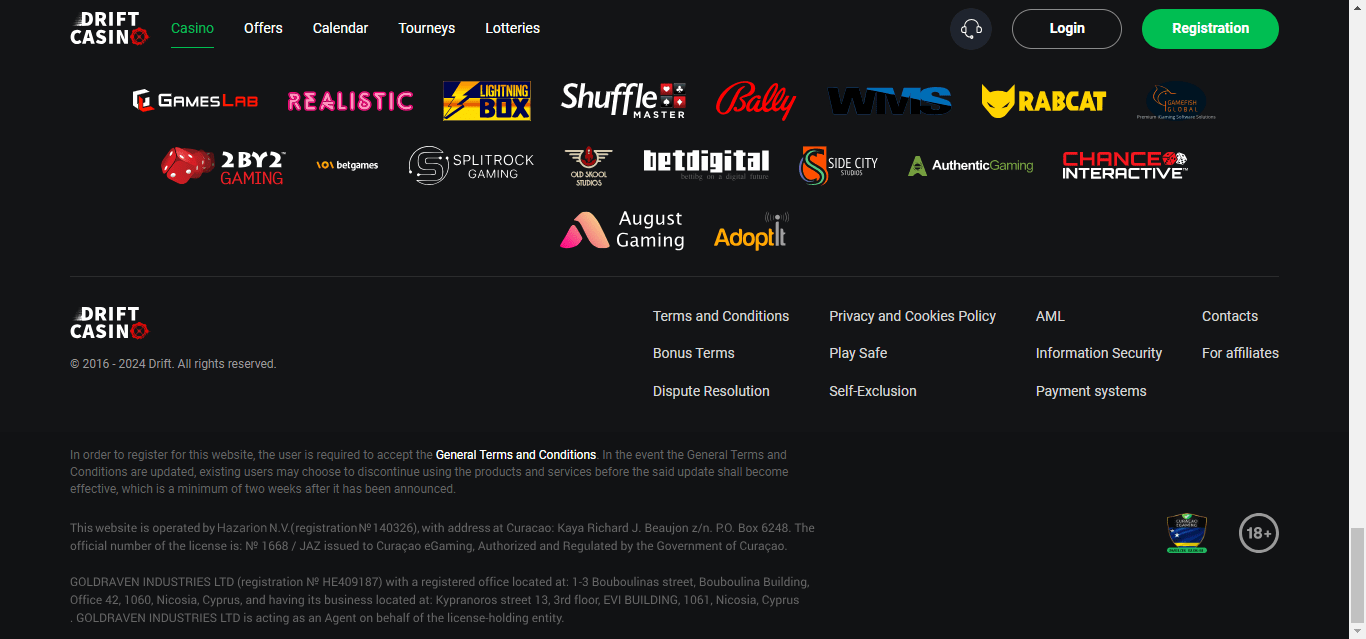 DRIFT CASINO
Casino Offers Calendar Tourneys Lotteries Login Registration
GAMESLAB REALISTIC LIGHTNING BOX Shuffle MASTER Bally WMS RABCAT GAMEFISH GLOBAL Premium iGaming Software Solutions
2BY2 GAMING betgames SPLITROCK GAMING OLD SKOOL STUDIOS betdigital betting on a digital future SIDE CITY STUDIOS AuthenticGaming CHANCE INTERACTIVE™
August Gaming AdoptIt
DRIFT CASINO
© 2016 - 2024 Drift. All rights reserved.
Terms and Conditions Privacy and Cookies Policy AML Contacts
Bonus Terms Play Safe Information Security For affiliates
Dispute Resolution Self-Exclusion Payment systems
In order to register for this website, the user is required to accept the General Terms and Conditions. In the event the General Terms and
Conditions are updated, existing users may choose to discontinue using the products and services before the said update shall become
effective, which is a minimum of two weeks after it has been announced.
This website is operated by Hazarion N.V.(registration № 140326), with address at Curacao: Kaya Richard J. Beaujon z/n. P.O. Box 6248. The
official number of the license is: № 1668 / JAZ issued to Curaçao eGaming, Authorized and Regulated by the Government of Curaçao.
CURACAO EGAMING
18+
GOLDRAVEN INDUSTRIES LTD (registration № HE409187) with a registered office located at: 1-3 Bouboulinas street, Bouboulina Building,
Office 42, 1060, Nicosia, Cyprus, and having its business located at: Kypranoros street 13, 3rd floor, EVI BUILDING, 1061, Nicosia, Cyprus
. GOLDRAVEN INDUSTRIES LTD is acting as an Agent on behalf of the license-holding entity.